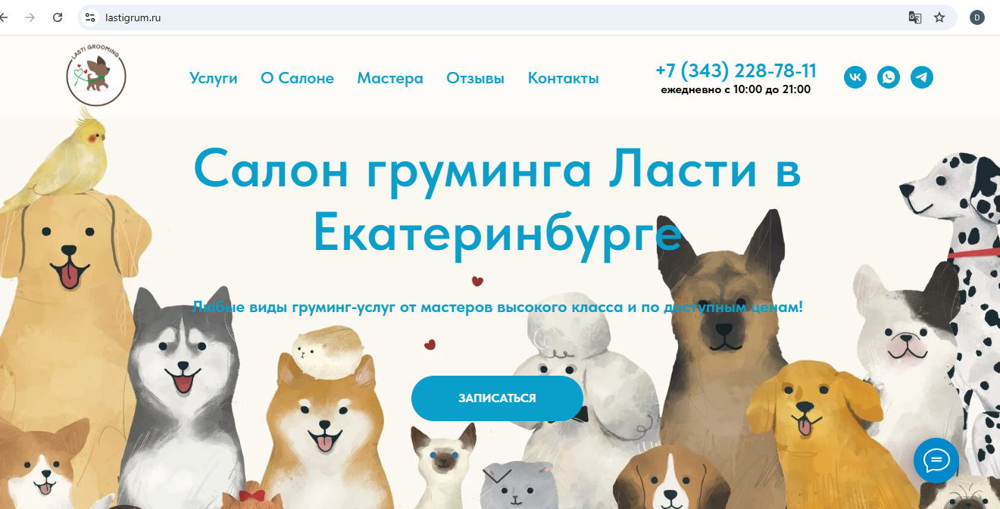 lastigrum.ru
D
LASTI GROOMING
Услуги
О Салоне
Мастера
Отзывы
Контакты
+7 (343) 228-78-11
ежедневно с 10:00 до 21:00
Салон груминга Ласти в
Екатеринбурге
Любые виды груминг-услуг от мастеров высокого класса и по доступным ценам!
ЗАПИСАТЬСЯ